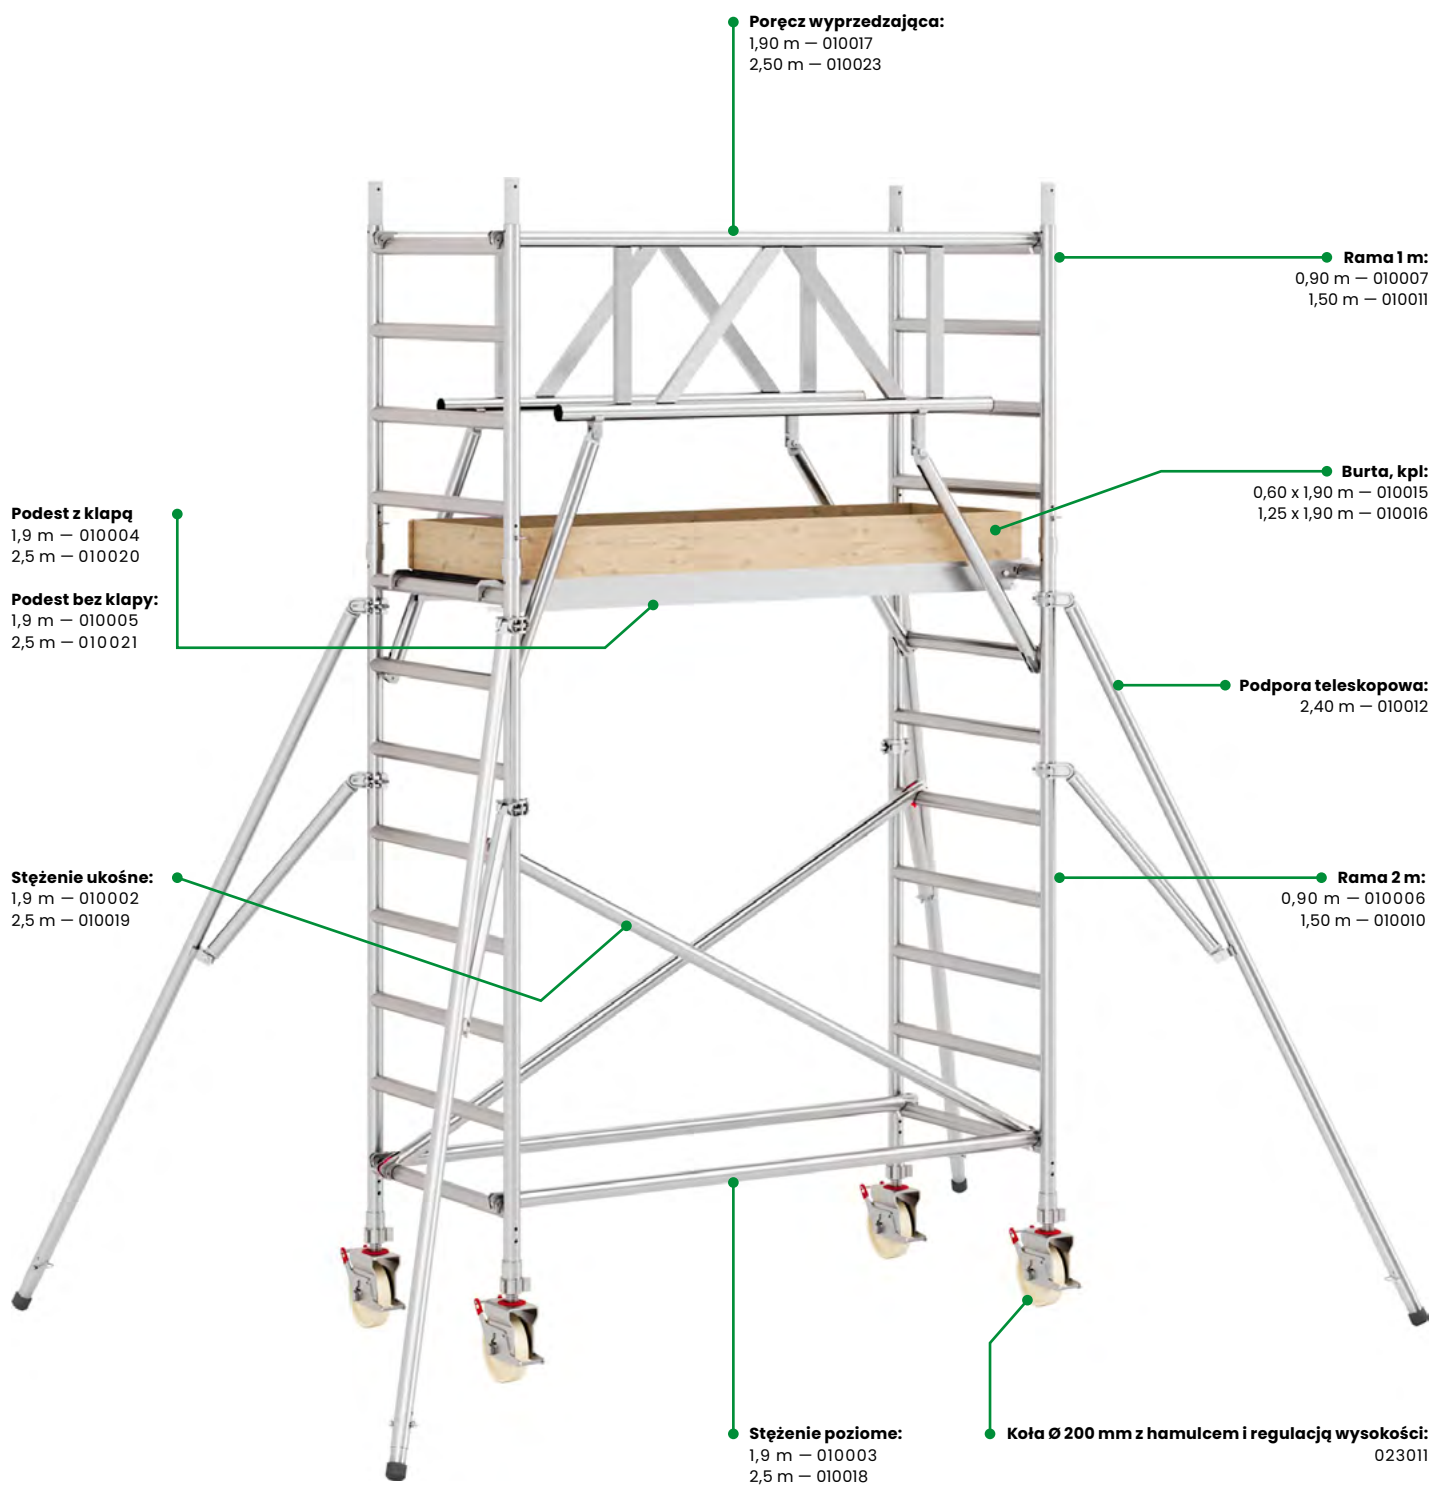 Poręcz wyprzedzająca:
1,90 m — 010017
2,50 m — 010023
Rama 1 m:
0,90 m — 010007
1,50 m — 010011
Burta, kpl:
0,60 x 1,90 m — 010015
1,25 x 1,90 m — 010016
Podest z klapą
1,9 m — 010004
2,5 m — 010020
Podest bez klapy:
1,9 m — 010005
2,5 m — 010021
Podpora teleskopowa:
2,40 m — 010012
Stężenie ukośne:
1,9 m — 010002
2,5 m — 010019
Rama 2 m:
0,90 m — 010006
1,50 m — 010010
Stężenie poziome:
1,9 m — 010003
2,5 m — 010018
Koła Ø 200 mm z hamulcem i regulacją wysokości:
023011